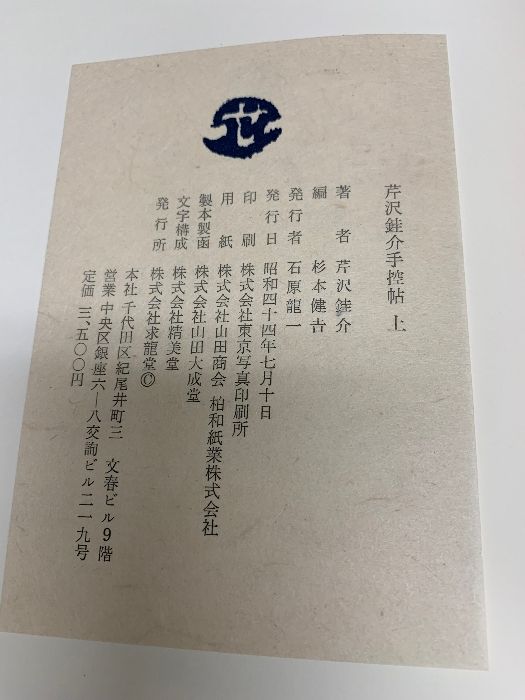 芹沢銈介手控帖 上
著者 芹沢銈介
編 杉本健吉
発行者 石原龍一
発行日 昭和四十四年七月十日
印刷 株式会社東京写真印刷所
用紙 株式会社山田商会 柏和紙業株式会社
製本製函 株式会社山田大成堂
文字構成 株式会社精美堂
発行所 株式会社求龍堂©
本社 千代田区紀尾井町三 文春ビル9階
営業 中央区銀座六—八交詢ビル二一九号
定価 三、五〇〇円